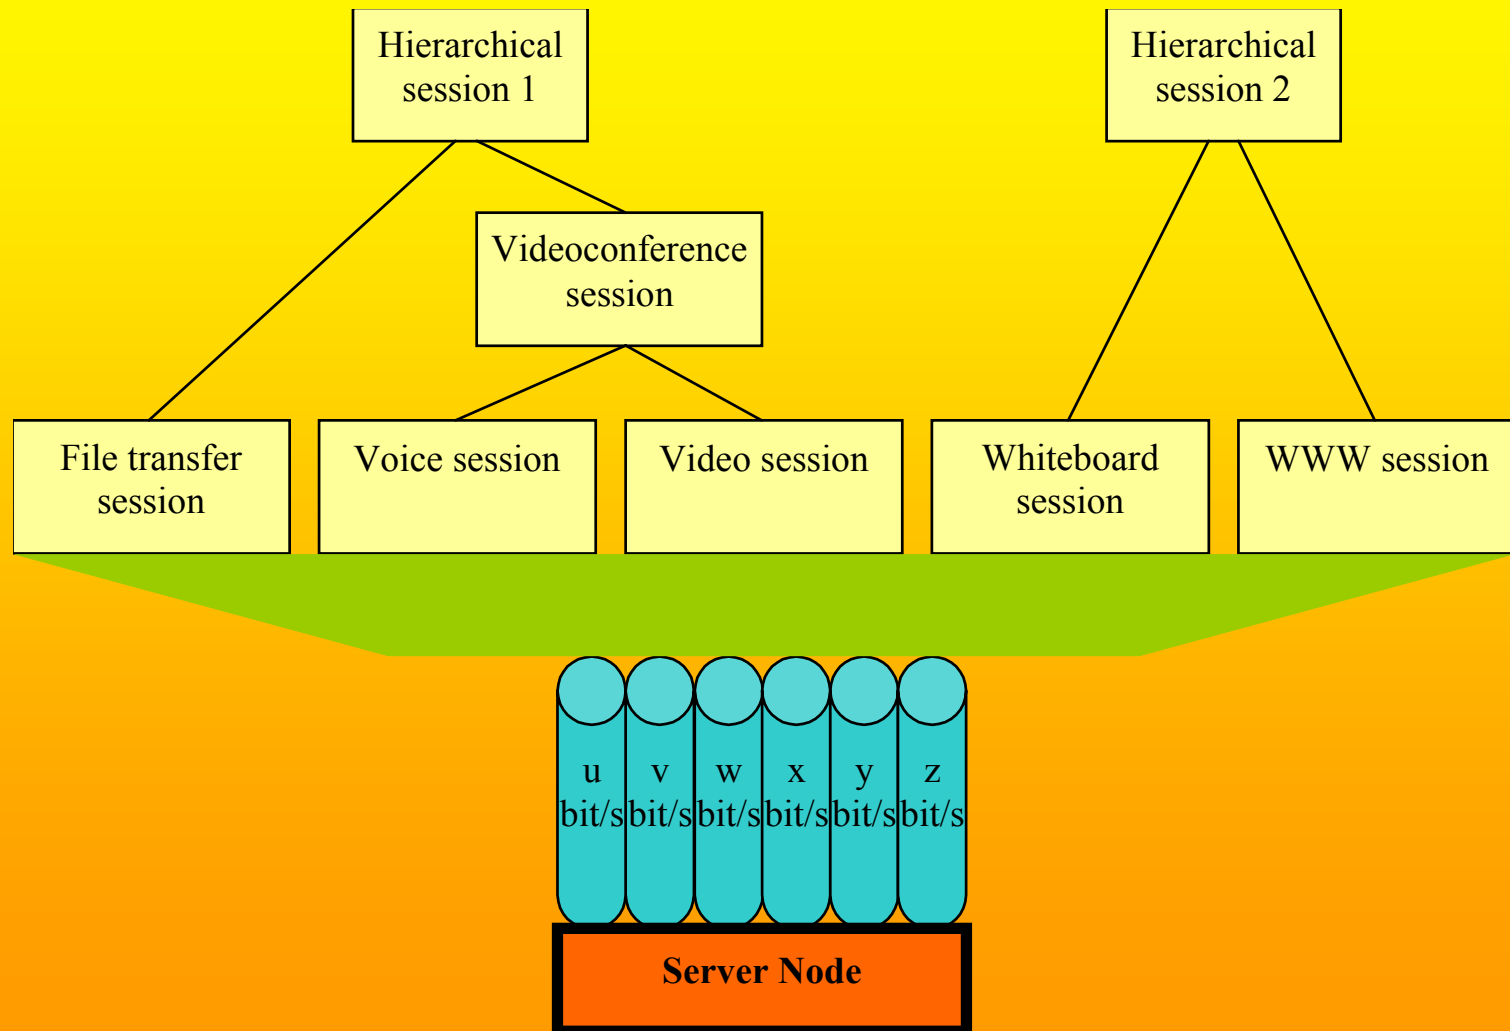 Hierarchical
session 1
Hierarchical
session 2
Videoconference
session
File transfer
session
Voice session
Video session
Whiteboard
session
WWW session
u
bit/s
v
bit/s
w
bit/s
x
bit/s
y
bit/s
z
bit/s
Server Node